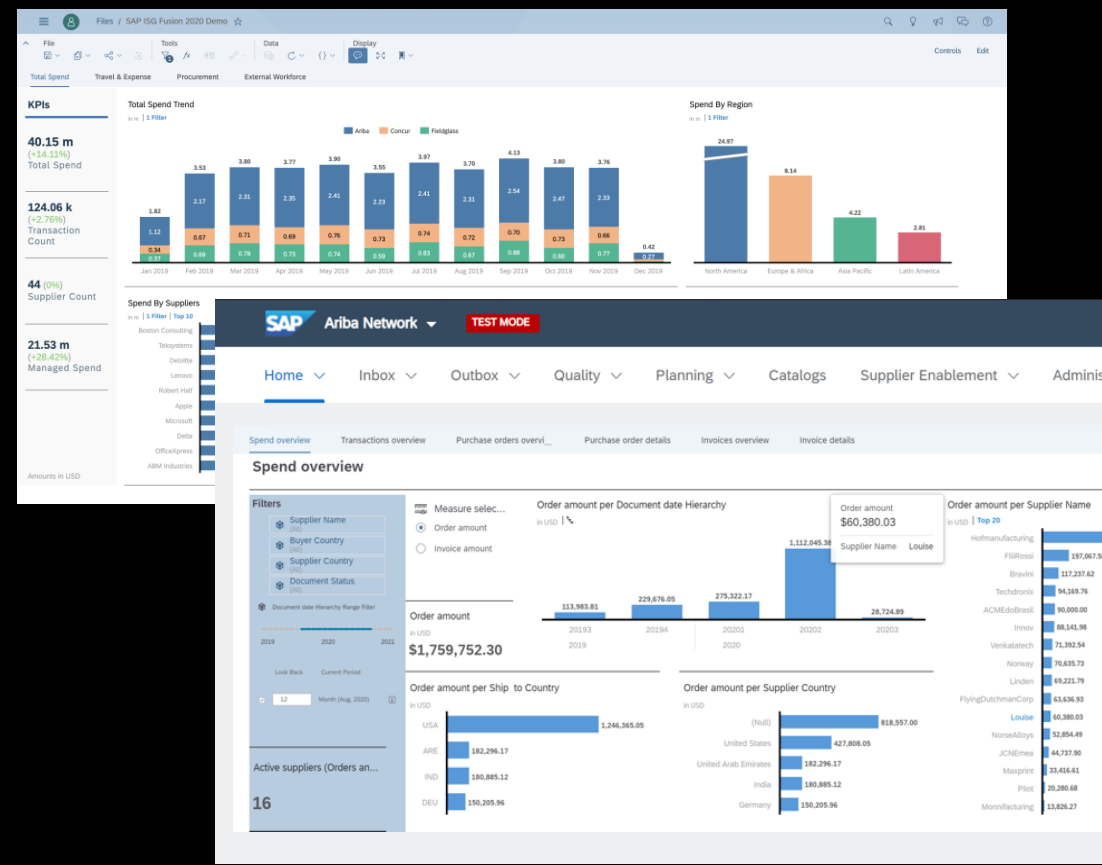 Files / SAP ISG Fusion 2020 Demo
File Tools Data Display
Controls Edit
Total Spend Travel & Expense Procurement External Workforce
KPIs
40.15 m
(+14.11%)
Total Spend
124.06 k
(+2.76%)
Transaction
Count
44 (0%)
Supplier Count
21.53 m
(+28.42%)
Managed Spend
Amounts in USD
Total Spend Trend
in m | 1 Filter
Ariba Concur Fieldglass
1.82 3.53 3.80 3.77 3.90 3.55 3.97 3.70 4.13 3.80 3.76 0.42
1.12 2.17 2.31 2.35 2.41 2.23 2.41 2.31 2.54 2.47 2.33 0.27
0.34 0.67 0.71 0.69 0.76 0.73 0.74 0.72 0.70 0.73 0.66
0.37 0.69 0.78 0.73 0.74 0.59 0.83 0.67 0.88 0.60 0.77
Jan 2019 Feb 2019 Mar 2019 Apr 2019 May 2019 Jun 2019 Jul 2019 Aug 2019 Sep 2019 Oct 2019 Nov 2019 Dec 2019
Spend By Region
in m | 1 Filter
24.97
8.14
4.22
2.81
North America Europe & Africa Asia Pacific Latin America
Spend By Suppliers
in m | 1 Filter | Top 10
Boston Consulting
Teksystems
Deloitte
Lenovo
Robert Half
Apple
Microsoft
Delta
OfficeXpress
ABM Industries
SAP Ariba Network TEST MODE
Home Inbox Outbox Quality Planning Catalogs Supplier Enablement Adminis
Spend overview Transactions overview Purchase orders overvi... Purchase order details Invoices overview Invoice details
Spend overview
Filters
Supplier Name
(All)
Buyer Country
(All)
Supplier Country
(All)
Document Status
(All)
Document date Hierarchy Range Filter
2019 2020 2021
Look Back Current Period
12 Month (Aug, 2020)
Active suppliers (Orders an...
16
Measure selec...
Order amount
Invoice amount
Order amount
in USD
$1,759,752.30
Order amount per Document date Hierarchy
in USD
113,983.81 229,676.05 275,322.17 1,112,045.38 28,724.89
20193 20194 20201 20202 20203
2019 2020
Order amount
$60,380.03
Supplier Name Louise
Order amount per Ship to Country
in USD
USA 1,246,365.05
ARE 182,296.17
IND 180,885.12
DEU 150,205.96
Order amount per Supplier Country
in USD
(Null) 818,557.00
United States 427,808.05
United Arab Emirates 182,296.17
India 180,885.12
Germany 150,205.96
Order amount per Supplier Name
in USD | Top 20
Hofmanufacturing
FlliRossi 197,067.50
Bravini 117,237.62
Techdronix 94,169.76
ACMEdoBrasil 90,000.00
Innov 88,141.98
Venkatatech 71,392.54
Norway 70,635.73
Linden 69,221.79
FlyingDutchmanCorp 63,636.93
Louise 60,380.03
NorseAlloys 52,854.49
JCNEmea 44,737.90
Maxprint 33,416.61
Pilot 20,280.68
Monnifacturing 13,826.27